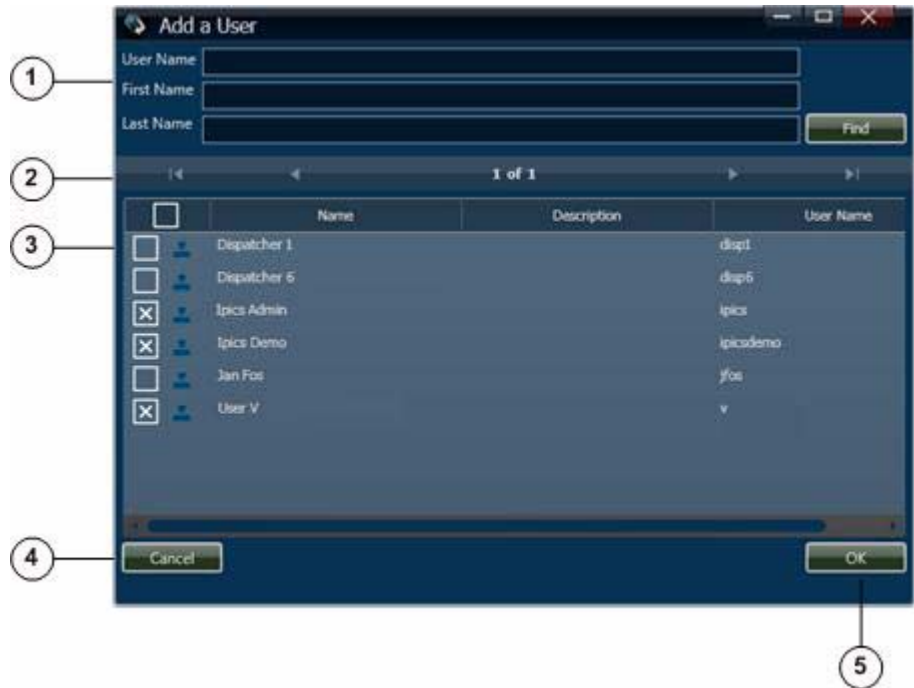 Add a User
1
User Name
First Name
Last Name
Find
2
1 of 1
Name Description User Name
3
Dispatcher 1 disp1
Dispatcher 6 disp6
Ipics Admin ipics
Ipics Demo ipicsdemo
Jan Fos jfos
User V v
4
Cancel OK
5